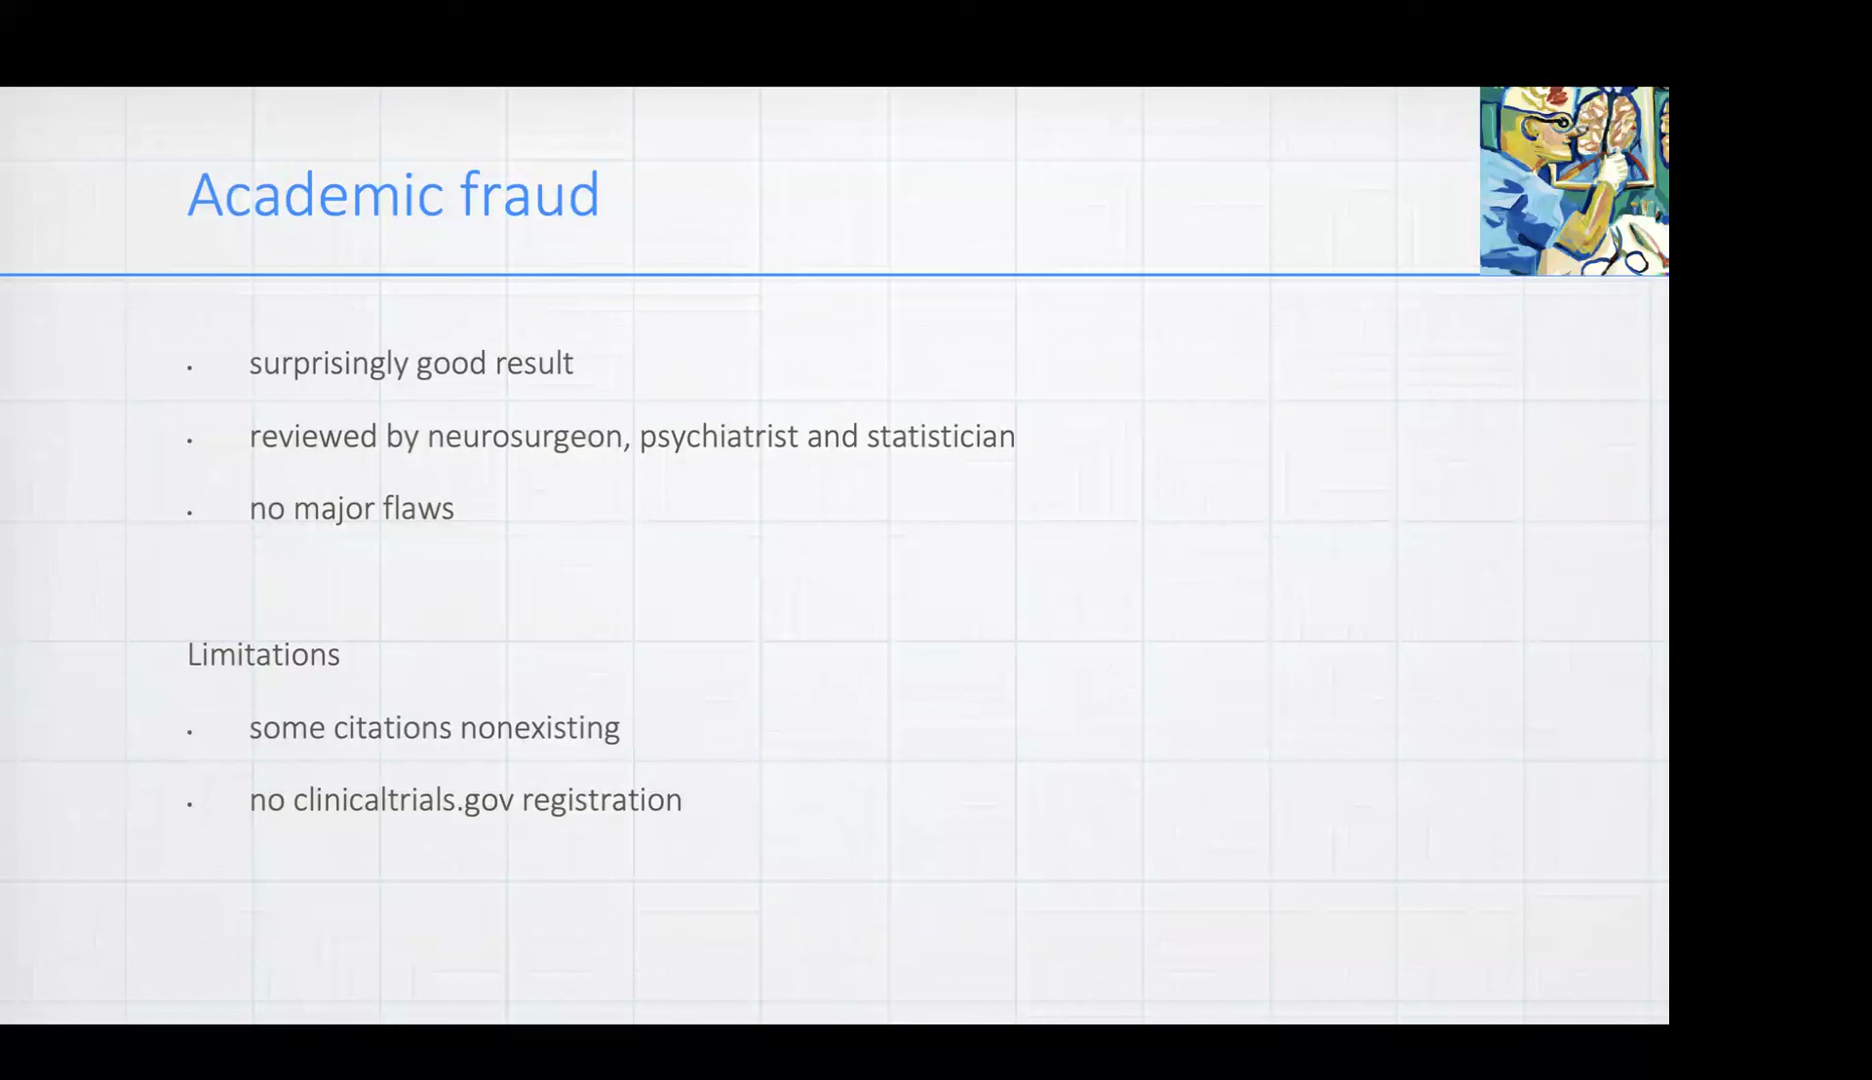 Academic fraud
• surprisingly good result
• reviewed by neurosurgeon, psychiatrist and statistician
• no major flaws
Limitations
• some citations nonexisting
• no clinicaltrials.gov registration